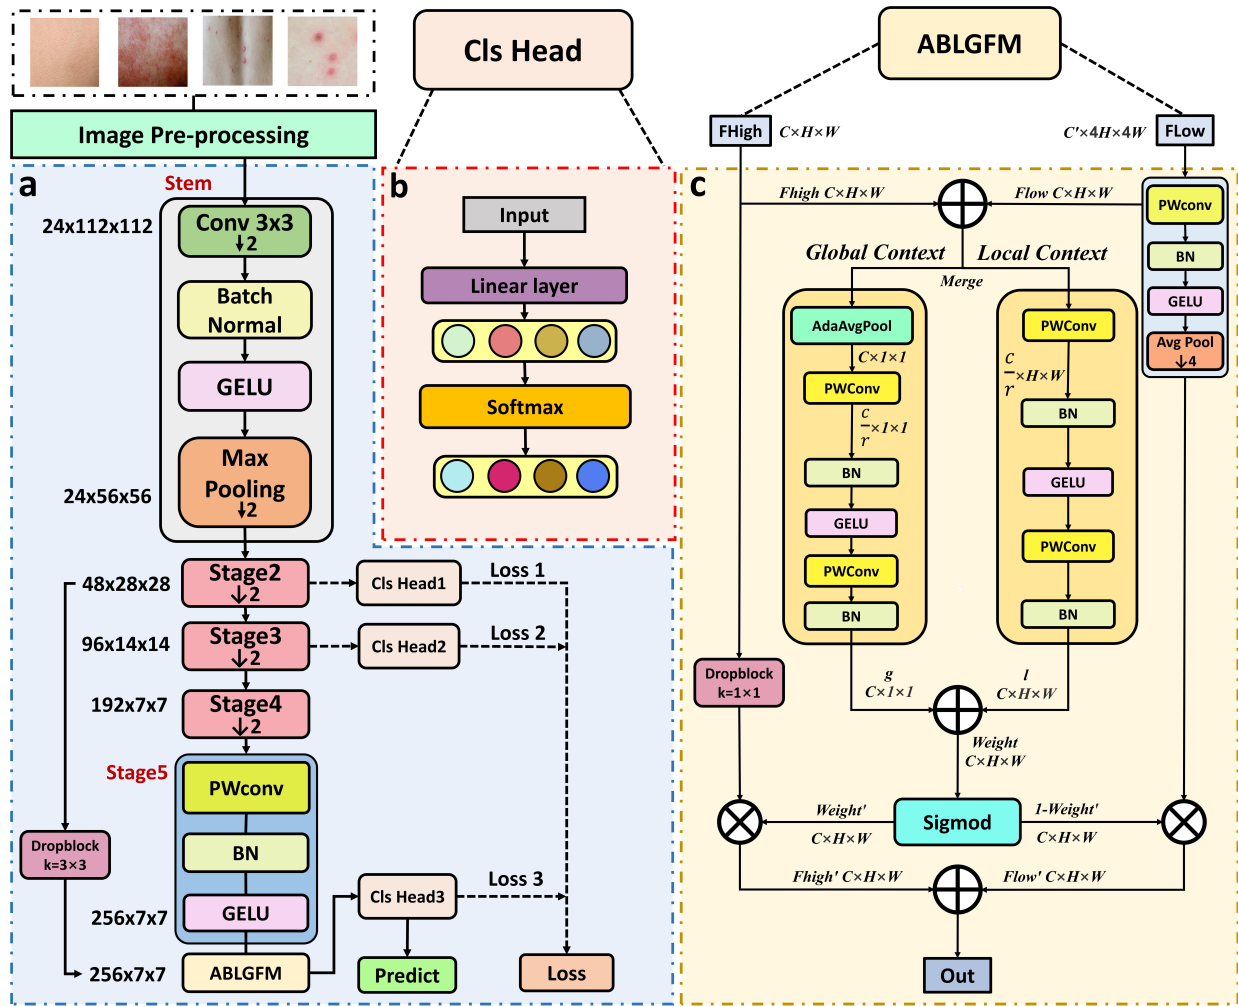 Image Pre-processing
a
Stem
24x112x112
Conv 3x3
↓2
Batch
Normal
GELU
Max
Pooling
↓2
24x56x56
48x28x28
Stage2
↓2
Cls Head1
Loss 1
96x14x14
Stage3
↓2
Cls Head2
Loss 2
192x7x7
Stage4
↓2
Stage5
PWconv
BN
GELU
256x7x7
Dropblock
k=3×3
256x7x7
ABLGFM
Cls Head3
Loss 3
Predict
Loss
Cls Head
b
Input
Linear layer
Softmax
ABLGFM
FHigh
C×H×W
C'×4H×4W
FLow
c
Fhigh C×H×W
Flow C×H×W
PWconv
BN
GELU
Avg Pool
↓4
Global Context
Local Context
Merge
AdaAvgPool
C×1×1
PWConv
c/r ×1×1
BN
GELU
PWConv
BN
PWConv
c/r ×H×W
BN
GELU
PWConv
BN
Dropblock
k=1×1
g
C×1×1
l
C×H×W
Weight
C×H×W
Weight'
C×H×W
Sigmod
1-Weight'
C×H×W
Fhigh' C×H×W
Flow' C×H×W
Out